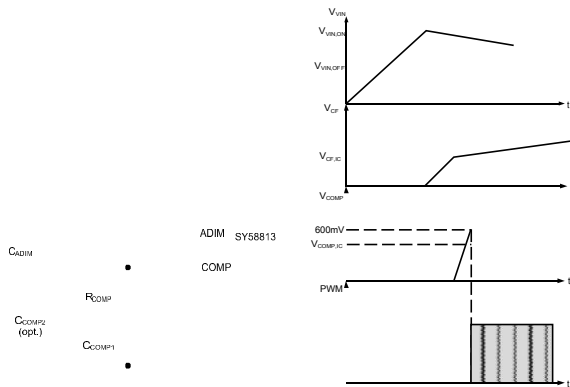 V_VIN
V_VIN,ON
V_VIN,OFF
t
V_CF
V_CF,IC
t
V_COMP
600mV
V_COMP,IC
t
PWM
t
ADIM SY58813
C_ADIM
COMP
R_COMP
C_COMP2
(opt.)
C_COMP1